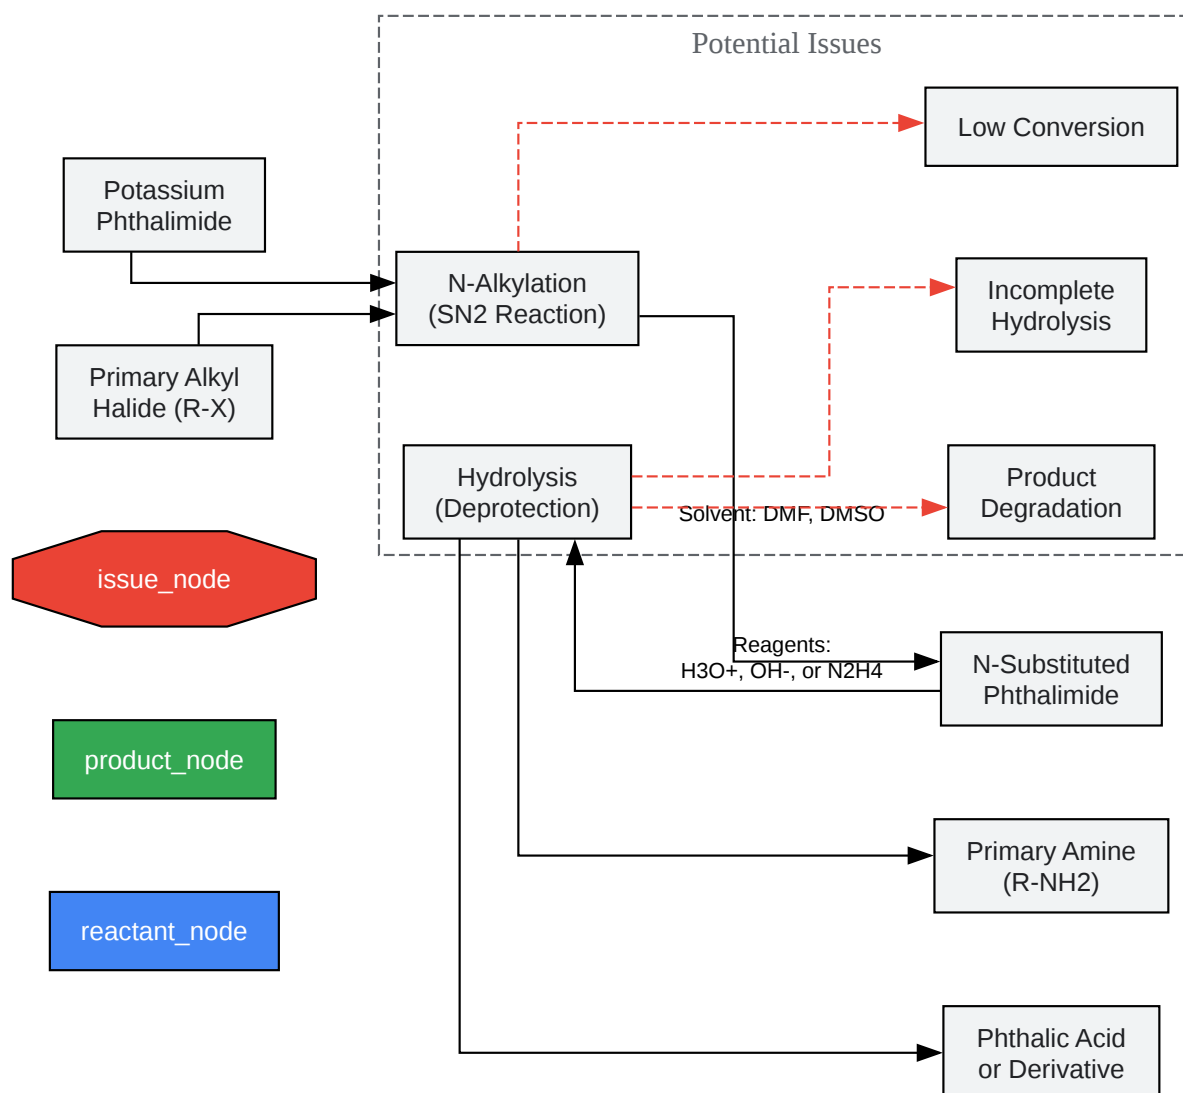 Potential Issues
Low Conversion
Potassium
Phthalimide
N-Alkylation
(SN2 Reaction)
Incomplete
Hydrolysis
Primary Alkyl
Halide (R-X)
Hydrolysis
(Deprotection)
Product
Degradation
Solvent: DMF, DMSO
issue_node
Reagents:
H3O+, OH-, or N2H4
N-Substituted
Phthalimide
product_node
Primary Amine
(R-NH2)
reactant_node
Phthalic Acid
or Derivative